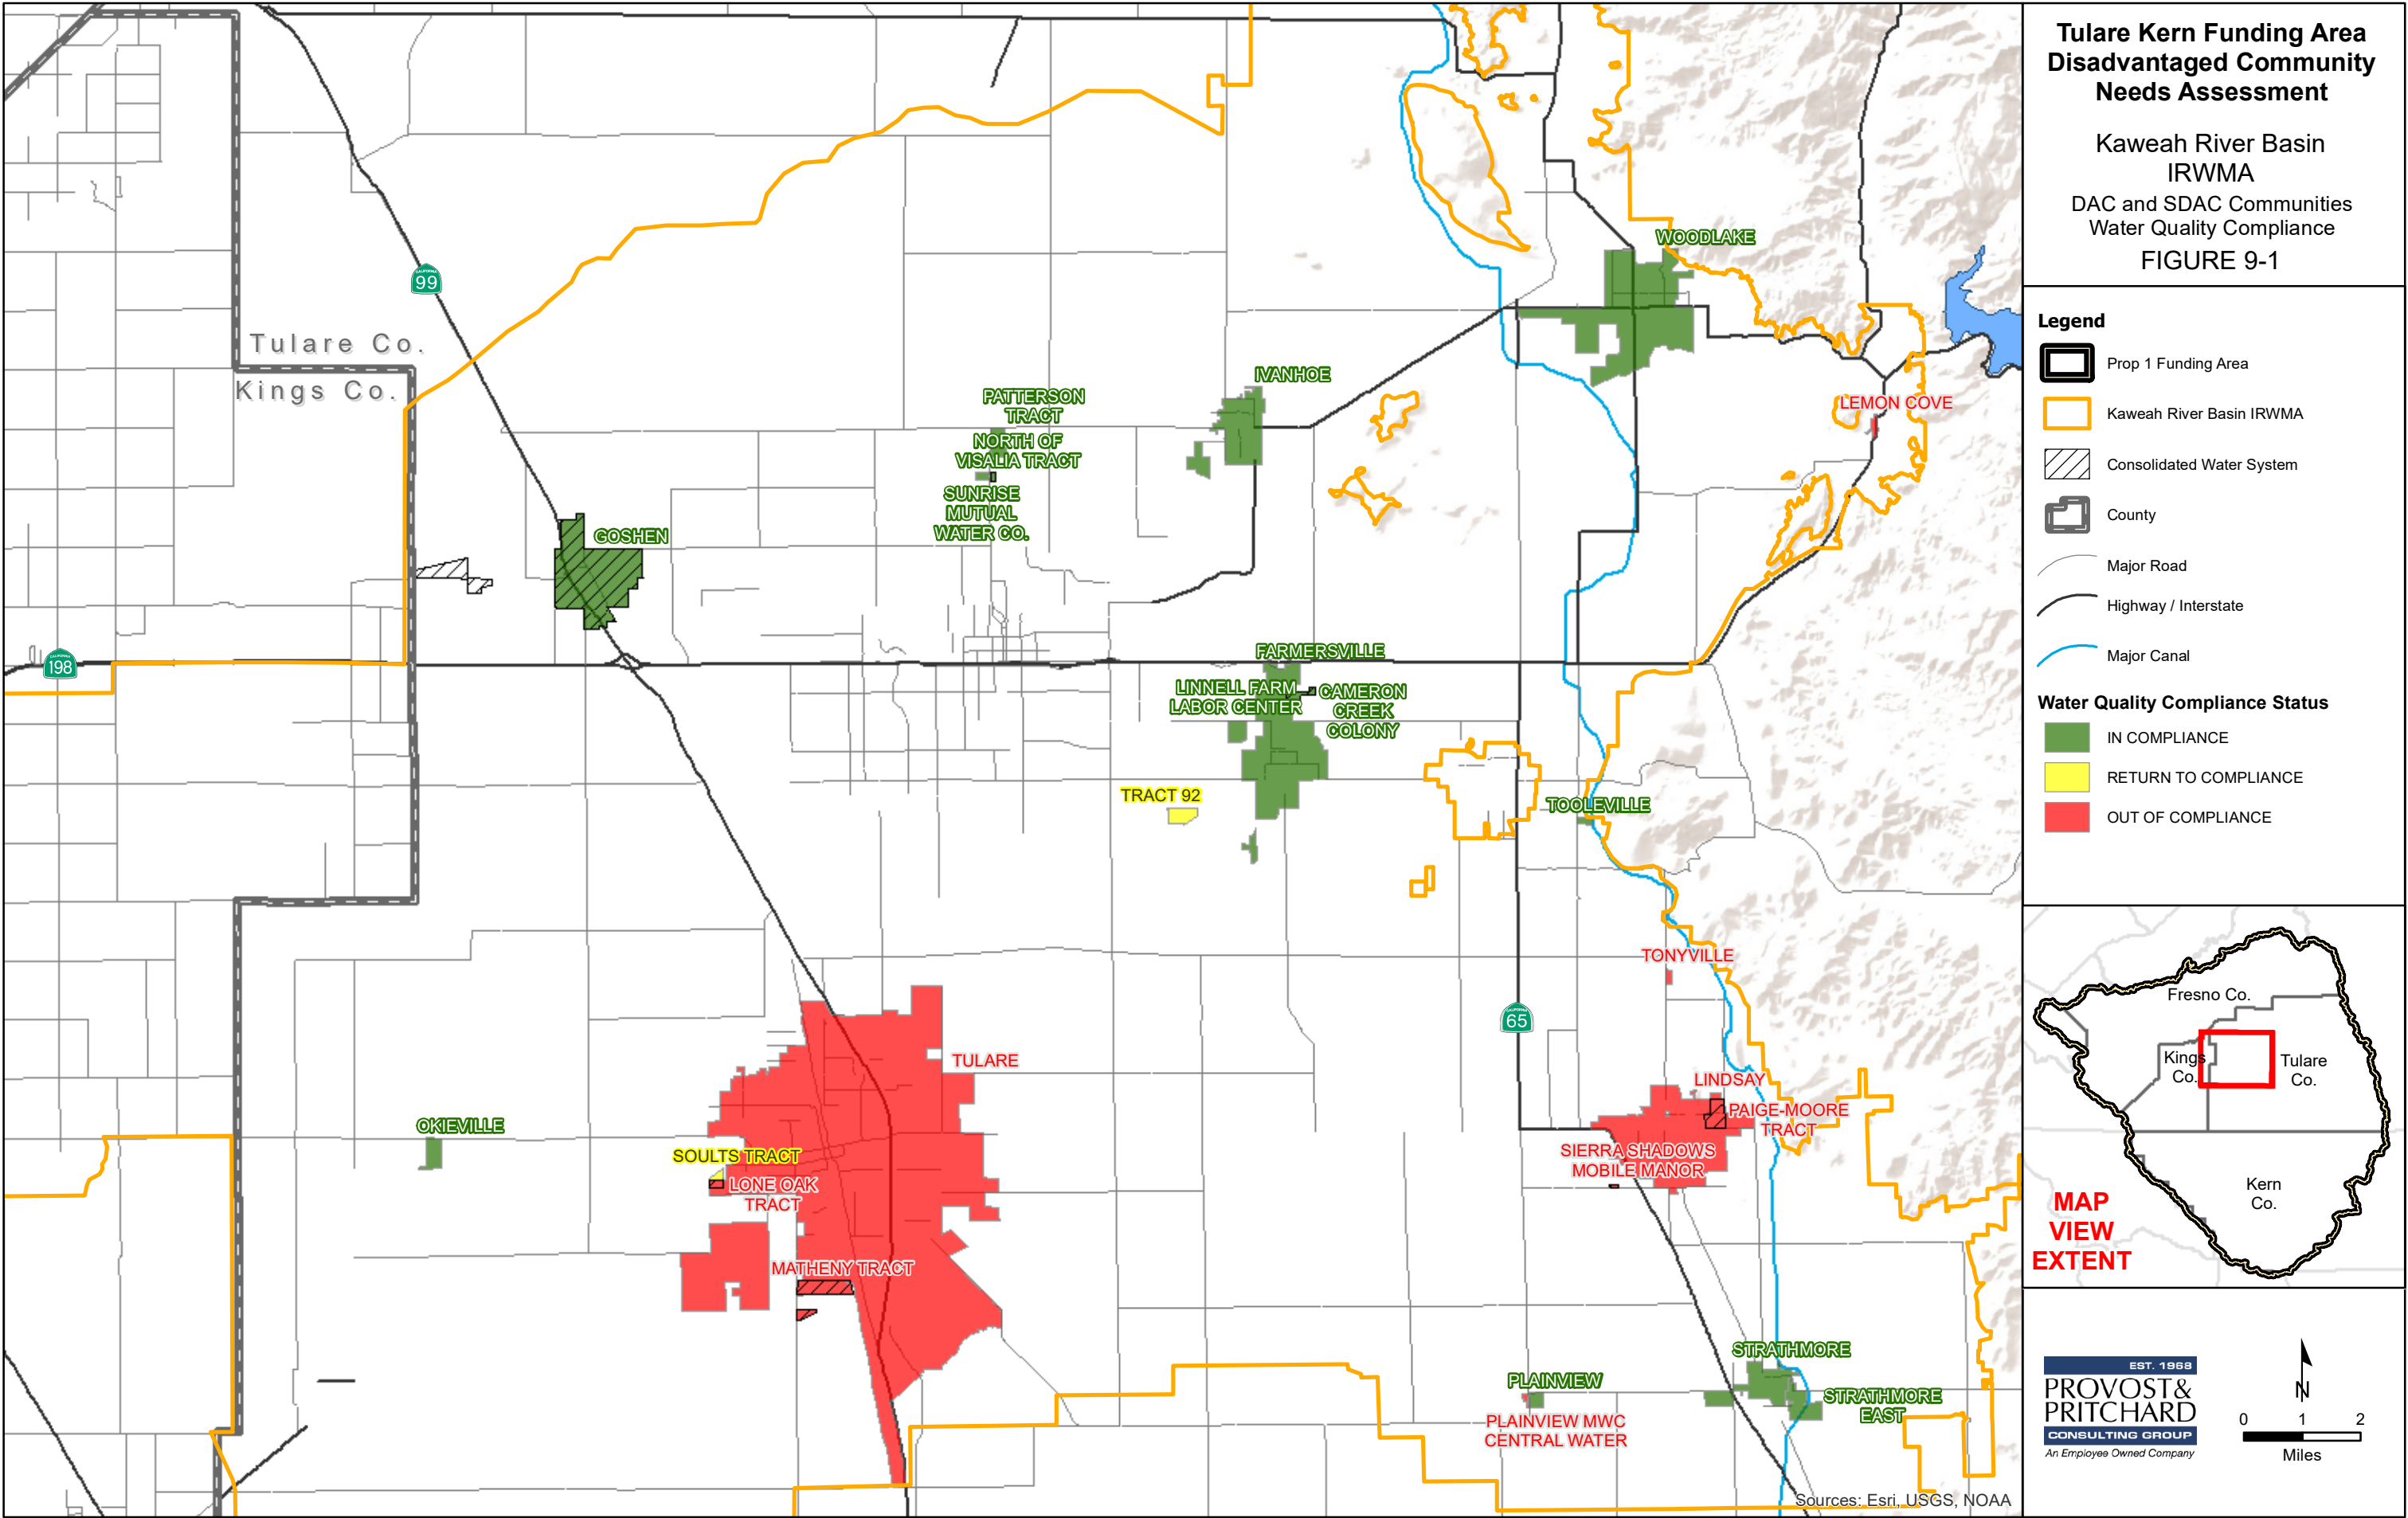 Tulare Kern Funding Area
Disadvantaged Community
Needs Assessment
Kaweah River Basin
IRWMA
DAC and SDAC Communities
Water Quality Compliance
FIGURE 9-1
Legend
Prop 1 Funding Area
Kaweah River Basin IRWMA
Consolidated Water System
County
Major Road
Highway / Interstate
Major Canal
Water Quality Compliance Status
IN COMPLIANCE
RETURN TO COMPLIANCE
OUT OF COMPLIANCE
Fresno Co.
Kings
Co.
Tulare
Co.
Kern
Co.
MAP
VIEW
EXTENT
EST. 1968
PROVOST&
PRITCHARD
CONSULTING GROUP
An Employee Owned Company
N
0 1 2
Miles
WOODLAKE
CALIFORNIA
99
Tulare Co.
Kings Co.
IVANHOE
PATTERSON
TRACT
NORTH OF
VISALIA TRACT
SUNRISE
MUTUAL
WATER CO.
LEMON COVE
GOSHEN
CALIFORNIA
198
FARMERSVILLE
LINNELL FARM
LABOR CENTER
CAMERON
CREEK
COLONY
TRACT 92
TOOLEVILLE
TONYVILLE
CALIFORNIA
65
TULARE
LINDSAY
PAIGE-MOORE
TRACT
OKIEVILLE
SOULTS TRACT
LONE OAK
TRACT
SIERRA SHADOWS
MOBILE MANOR
MATHENY TRACT
STRATHMORE
PLAINVIEW
STRATHMORE
EAST
PLAINVIEW MWC
CENTRAL WATER
Sources: Esri, USGS, NOAA